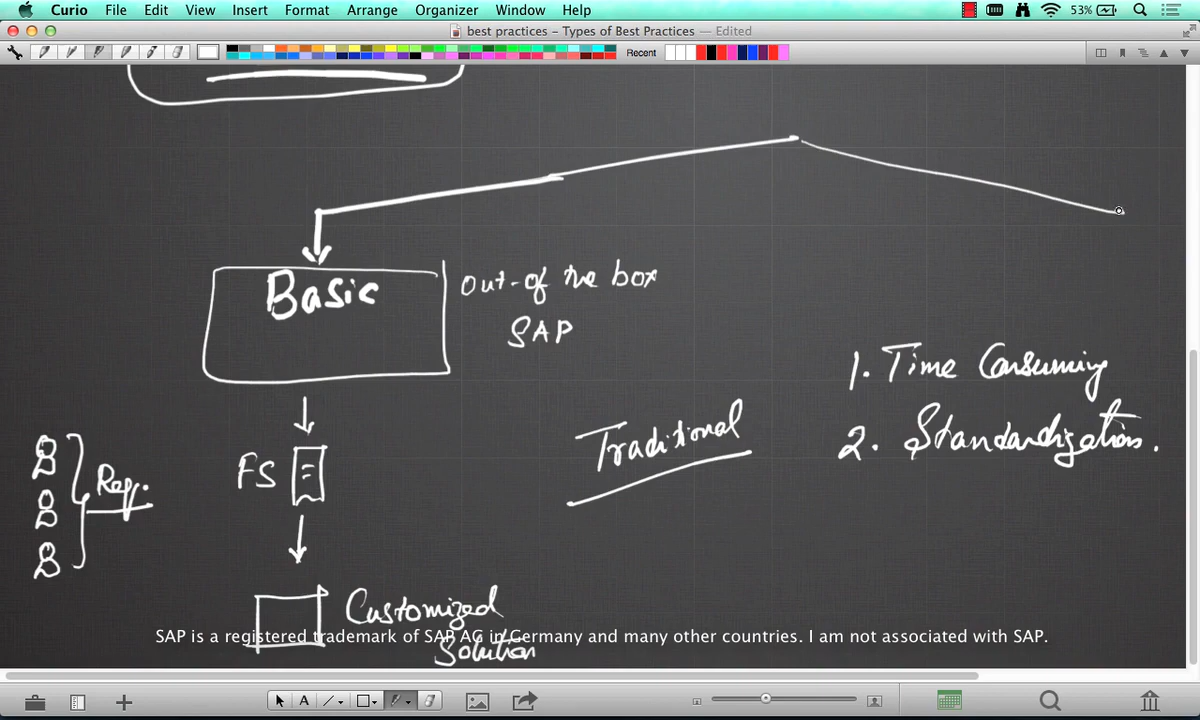 Curio File Edit View Insert Format Arrange Organizer Window Help 53%
best practices – Types of Best Practices — Edited
Recent
Basic
Out-of the box
SAP
1. Time Consuming
2. Standardization.
Traditional
FS
Req.
Customized
Solution
SAP is a registered trademark of SAP AG in Germany and many other countries. I am not associated with SAP.
A